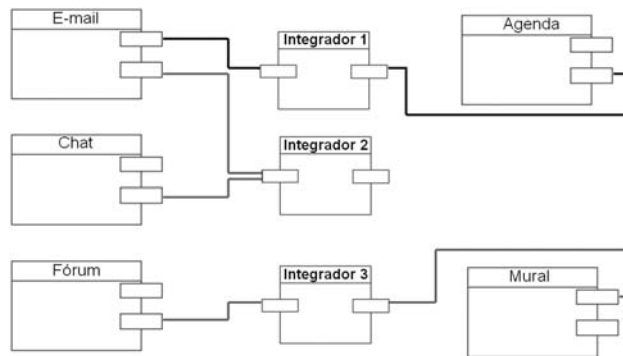 E-mail
Integrador 1
Agenda
Chat
Integrador 2
Fórum
Integrador 3
Mural